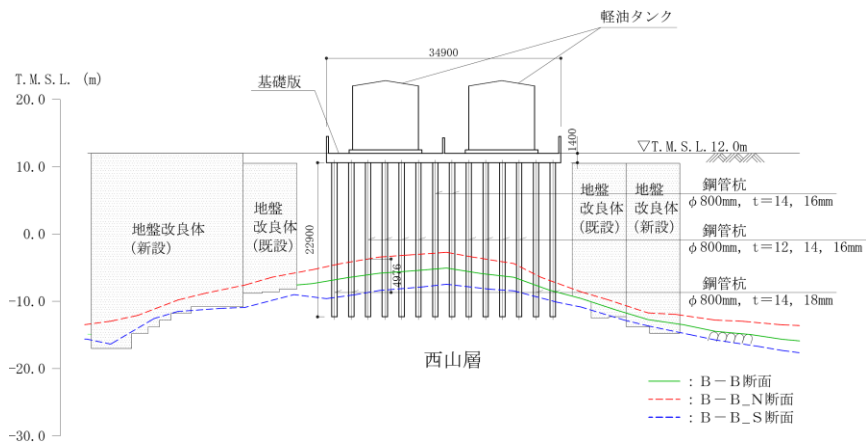 軽油タンク
34900
T.M.S.L. (m)
基礎版
20.0
10.0
0.0
-10.0
-20.0
-30.0
1400
▽T.M.S.L.12.0m
地盤改良体
(新設)
地盤
改良体
(既設)
22900
4976
地盤
改良体
(既設)
地盤
改良体
(新設)
鋼管杭
φ800mm, t=14, 16mm
鋼管杭
φ800mm, t=12, 14, 16mm
鋼管杭
φ800mm, t=14, 18mm
西山層
:B-B断面
:B-B_N断面
:B-B_S断面